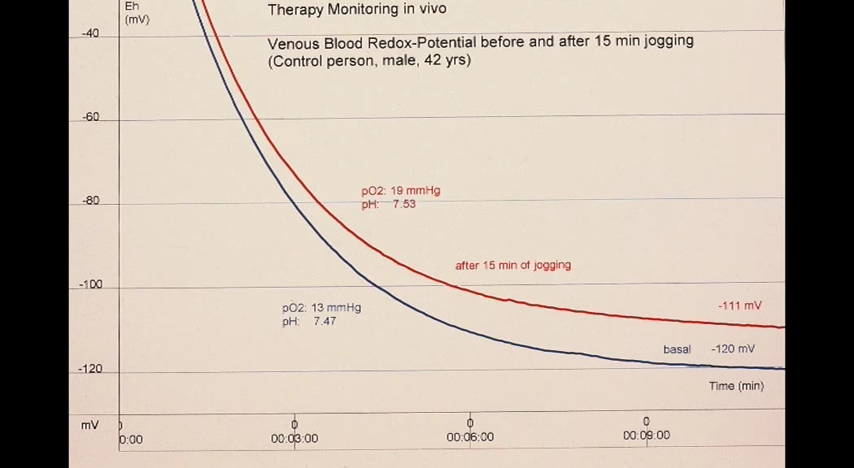 Eh
(mV)
Therapy Monitoring in vivo
-40
Venous Blood Redox-Potential before and after 15 min jogging
(Control person, male, 42 yrs)
-60
pO2: 19 mmHg
pH: 7.53
-80
after 15 min of jogging
-100
pO2: 13 mmHg
pH: 7.47
-111 mV
basal -120 mV
-120
Time (min)
mV
0 0 0
0:00 00:03:00 00:06:00 00:09:00